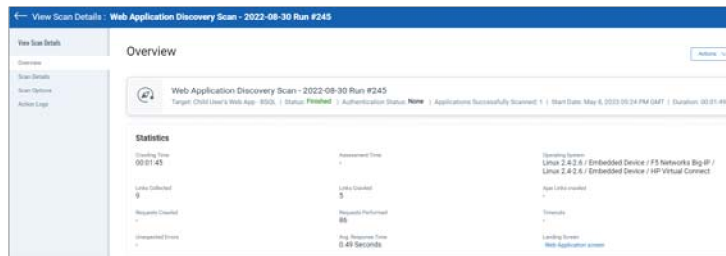 ← View Scan Details : Web Application Discovery Scan - 2022-08-30 Run #245
View Scan Details
Overview
Scan Details
Scan Options
Action Logs
Overview
Actions
Web Application Discovery Scan - 2022-08-30 Run #245
Target: Child User's Web App - BSQL | Status: Finished | Authentication Status: None | Applications Successfully Scanned: 1 | Start Date: May 8, 2023 05:24 PM GMT | Duration: 00:01:49
Statistics
Crawling Time
00:01:45
Assessment Time
-
Operating System
Linux 2.4-2.6 / Embedded Device / F5 Networks Big-IP /
Linux 2.4-2.6 / Embedded Device / HP Virtual Connect
Links Collected
9
Links Crawled
5
Ajax Links crawled
-
Requests Crawled
-
Requests Performed
86
Timeouts
-
Unexpected Errors
-
Avg. Response Time
0.49 Seconds
Landing Screen
Web Application screen